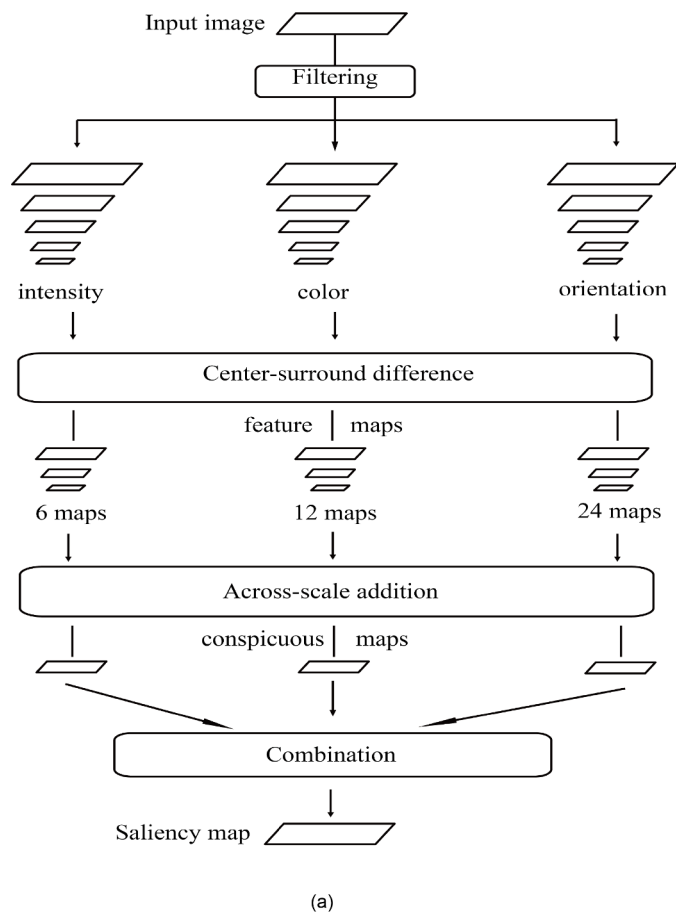 Input image
Filtering
intensity color orientation
Center-surround difference
feature maps
6 maps 12 maps 24 maps
Across-scale addition
conspicuous maps
Combination
Saliency map
(a)